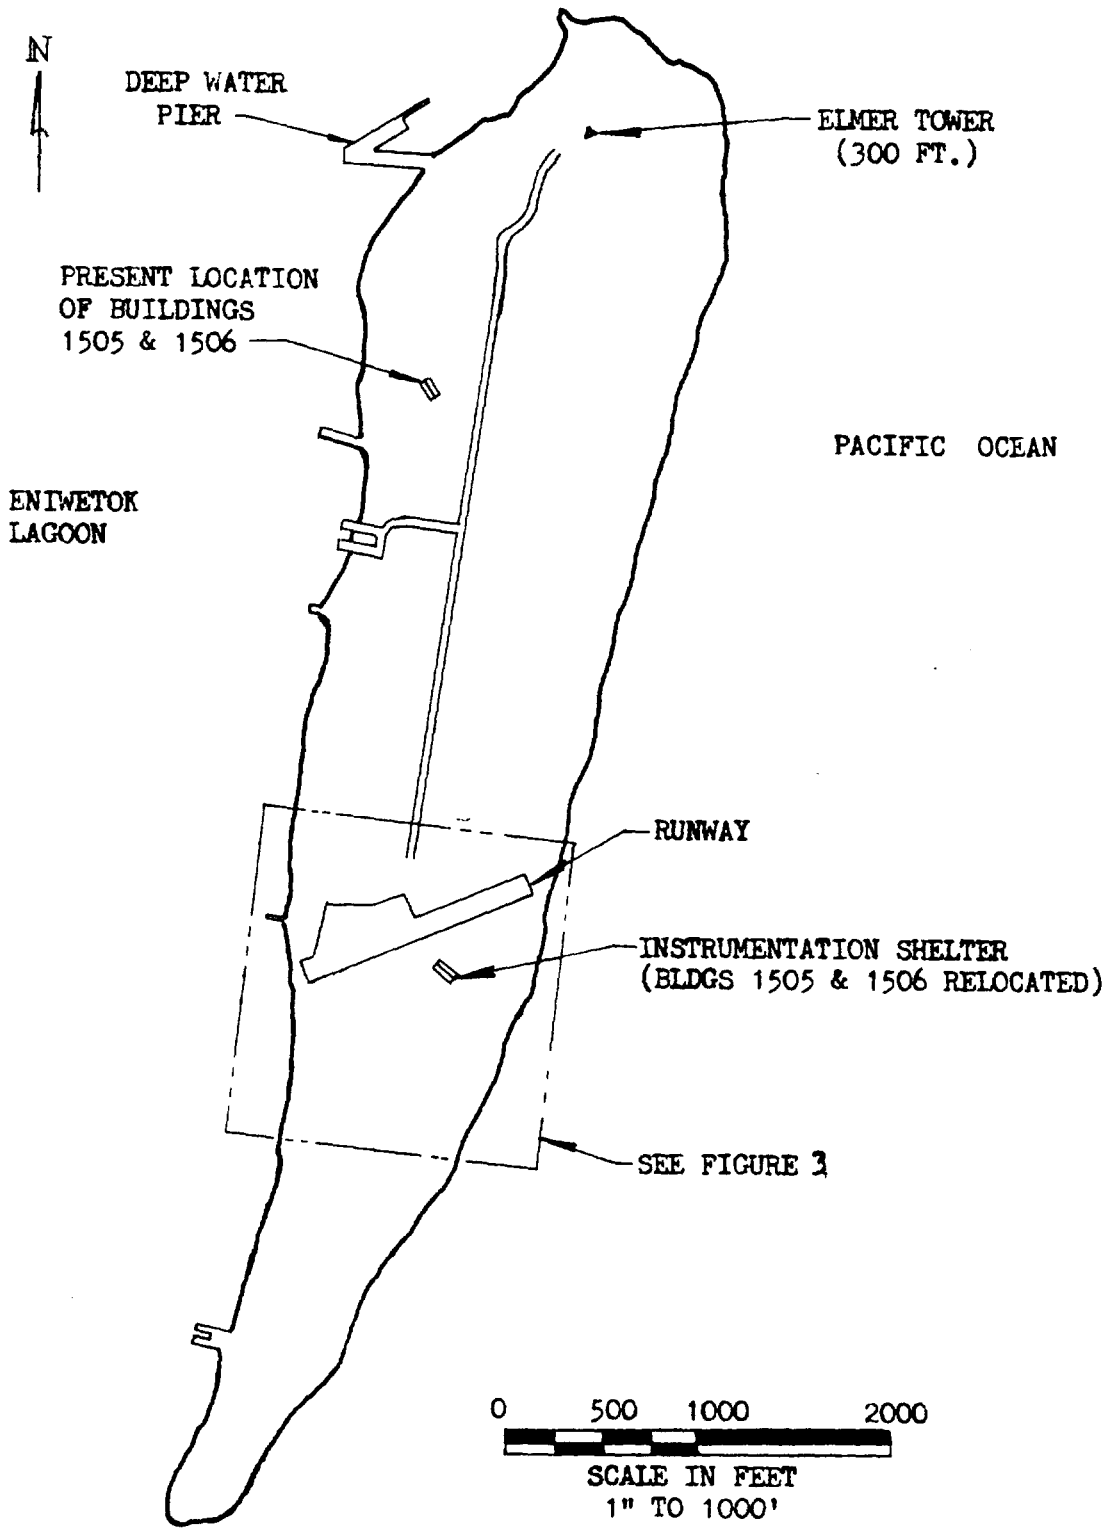 N
DEEP WATER
PIER
ELMER TOWER
(300 FT.)
PRESENT LOCATION
OF BUILDINGS
1505 & 1506
PACIFIC OCEAN
ENIWETOK
LAGOON
RUNWAY
INSTRUMENTATION SHELTER
(BLDGS 1505 & 1506 RELOCATED)
SEE FIGURE 3
0 500 1000 2000
SCALE IN FEET
1" TO 1000'